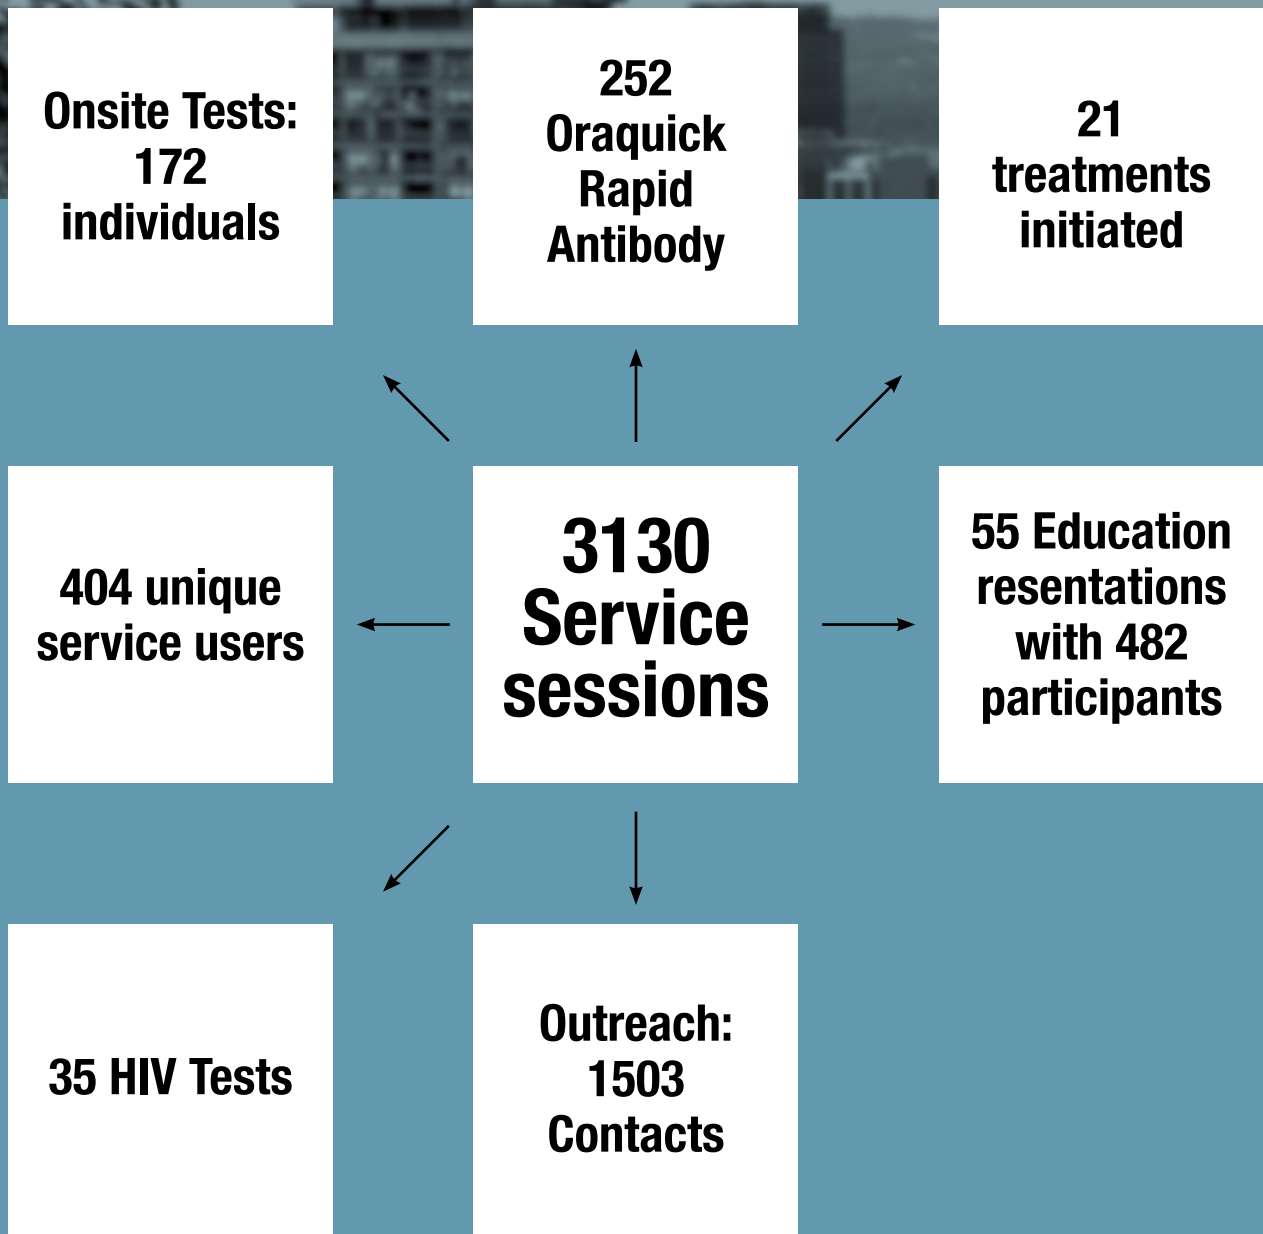 Onsite Tests:
172
individuals
252
Oraquick
Rapid
Antibody
21
treatments
initiated
404 unique
service users
3130
Service
sessions
55 Education
resentations
with 482
participants
35 HIV Tests
Outreach:
1503
Contacts